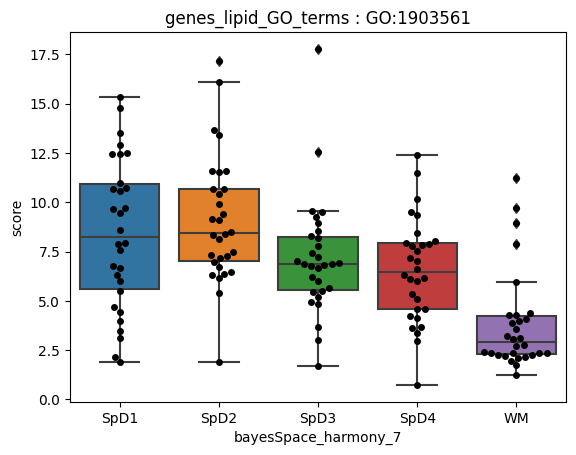 genes_lipid_GO_terms : GO:1903561
17.5
15.0
12.5
10.0
7.5
5.0
2.5
0.0
score
SpD1 SpD2 SpD3 SpD4 WM
bayesSpace_harmony_7